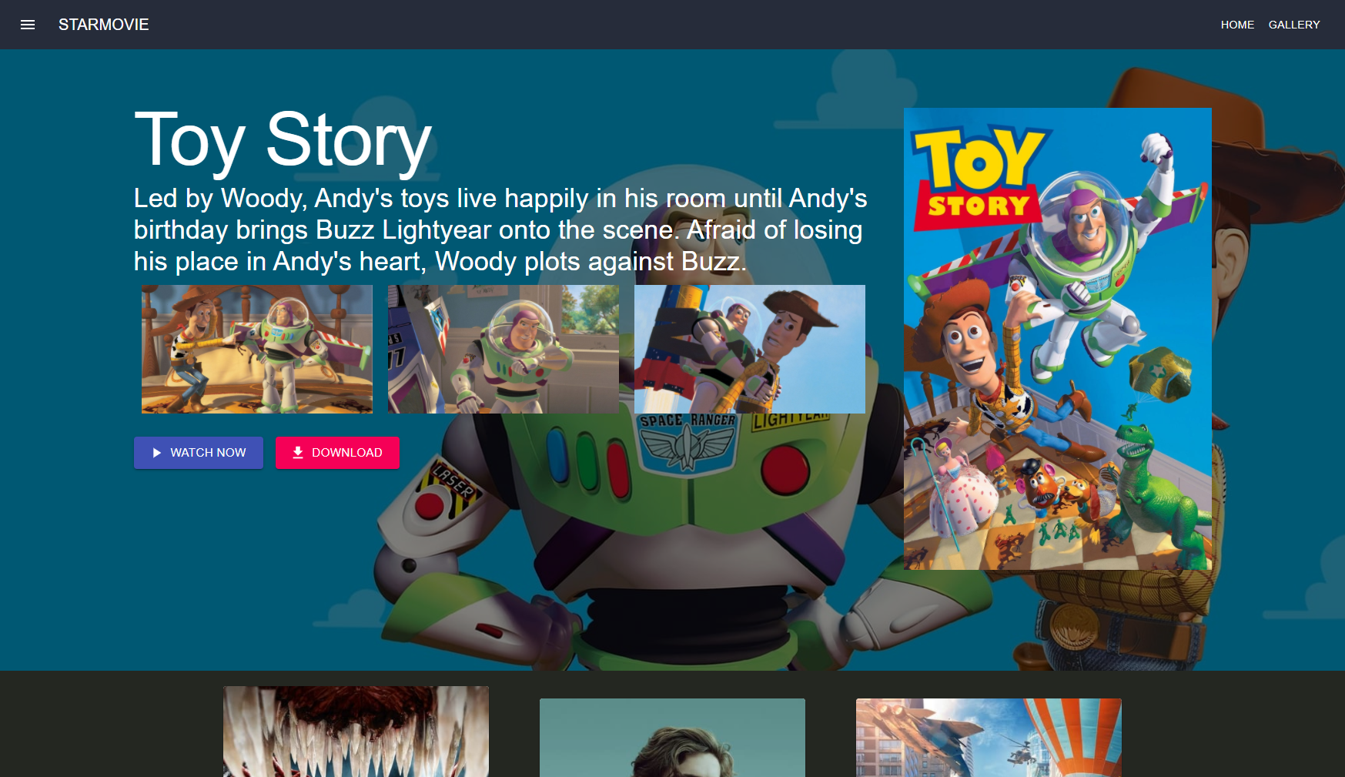 STARMOVIE
HOME GALLERY
Toy Story
Led by Woody, Andy's toys live happily in his room until Andy's
birthday brings Buzz Lightyear onto the scene. Afraid of losing
his place in Andy's heart, Woody plots against Buzz.
WATCH NOW
DOWNLOAD
TOY
STORY
SPACE RANGER
LIGHTYEAR
LASER